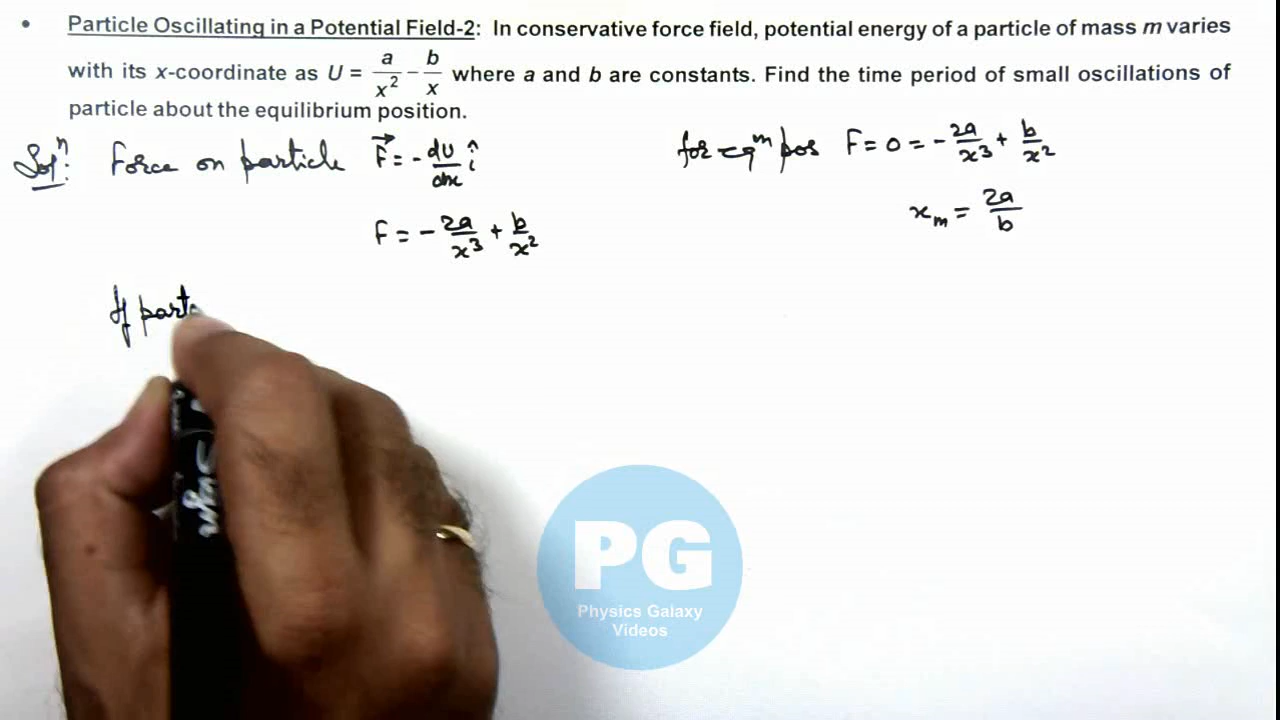 • Particle Oscillating in a Potential Field-2: In conservative force field, potential energy of a particle of mass m varies
with its x-coordinate as U = a/x² − b/x where a and b are constants. Find the time period of small oscillations of
particle about the equilibrium position.
Solⁿ: Force on particle F⃗ = −dU/dx î
F = −2a/x³ + b/x²
for eqᵐ pos F = 0 = −2a/x³ + b/x²
xₘ = 2a/b
If part
PG
Physics Galaxy
Videos